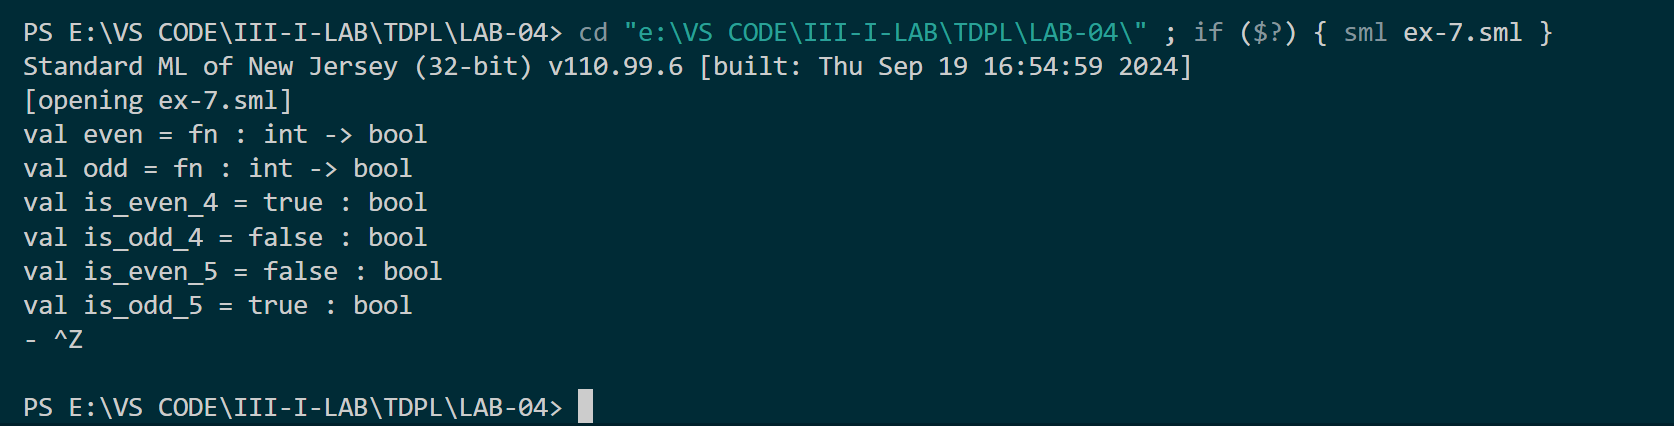 PS E:\VS CODE\III-I-LAB\TDPL\LAB-04> cd "e:\VS CODE\III-I-LAB\TDPL\LAB-04\" ; if ($?) { sml ex-7.sml }
Standard ML of New Jersey (32-bit) v110.99.6 [built: Thu Sep 19 16:54:59 2024]
[opening ex-7.sml]
val even = fn : int -> bool
val odd = fn : int -> bool
val is_even_4 = true : bool
val is_odd_4 = false : bool
val is_even_5 = false : bool
val is_odd_5 = true : bool
- ^Z
PS E:\VS CODE\III-I-LAB\TDPL\LAB-04>